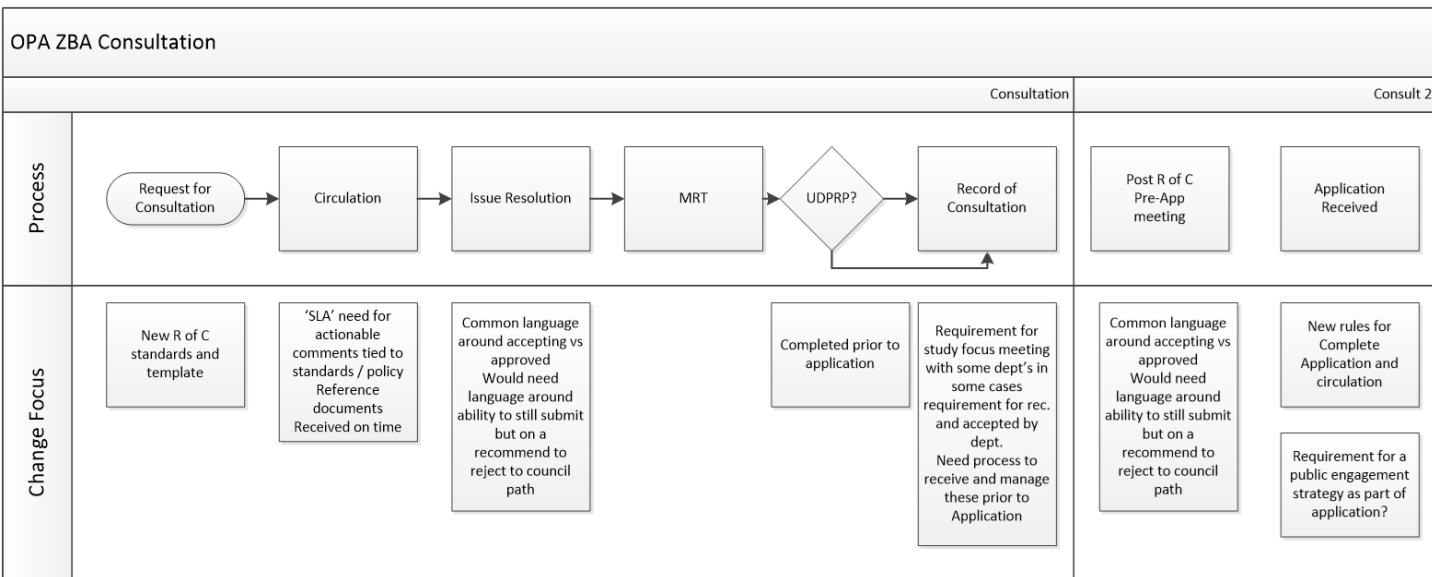 OPA ZBA Consultation
Consultation
Consult 2
Process
Request for
Consultation
Circulation
Issue Resolution
MRT
UDPRP?
Record of
Consultation
Post R of C
Pre-App
meeting
Application
Received
Change Focus
New R of C
standards and
template
‘SLA’ need for
actionable
comments tied to
standards / policy
Reference
documents
Received on time
Common language
around accepting vs
approved
Would need
language around
ability to still submit
but on a
recommend to
reject to council
path
Completed prior to
application
Requirement for
study focus meeting
with some dept’s in
some cases
requirement for rec.
and accepted by
dept.
Need process to
receive and manage
these prior to
Application
Common language
around accepting vs
approved
Would need
language around
ability to still submit
but on a
recommend to
reject to council
path
New rules for
Complete
Application and
circulation
Requirement for a
public engagement
strategy as part of
application?